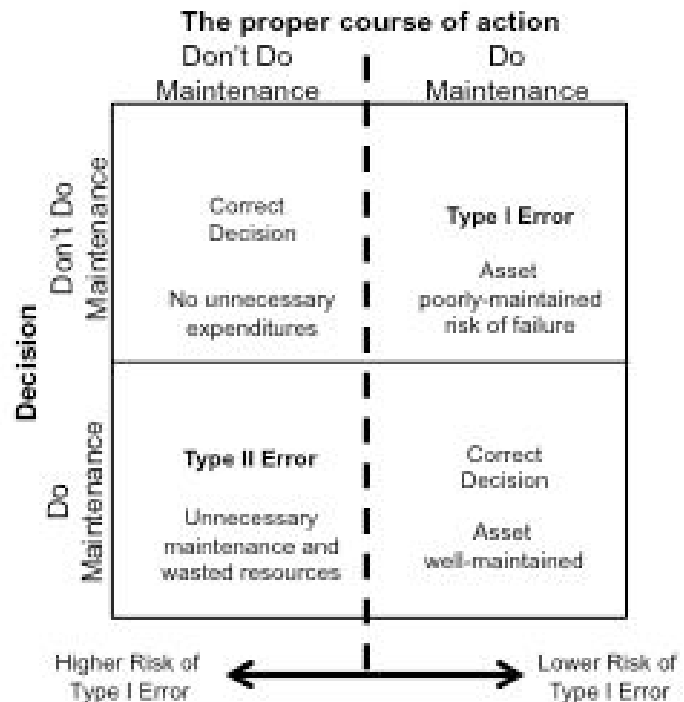 The proper course of action
Don't Do
Maintenance
Do
Maintenance
Decision
Don't Do
Maintenance
Correct
Decision
No unnecessary
expenditures
Type I Error
Asset
poorly-maintained
risk of failure
Do
Maintenance
Type II Error
Unnecessary
maintenance and
wasted resources
Correct
Decision
Asset
well-maintained
Higher Risk of
Type I Error
Lower Risk of
Type I Error